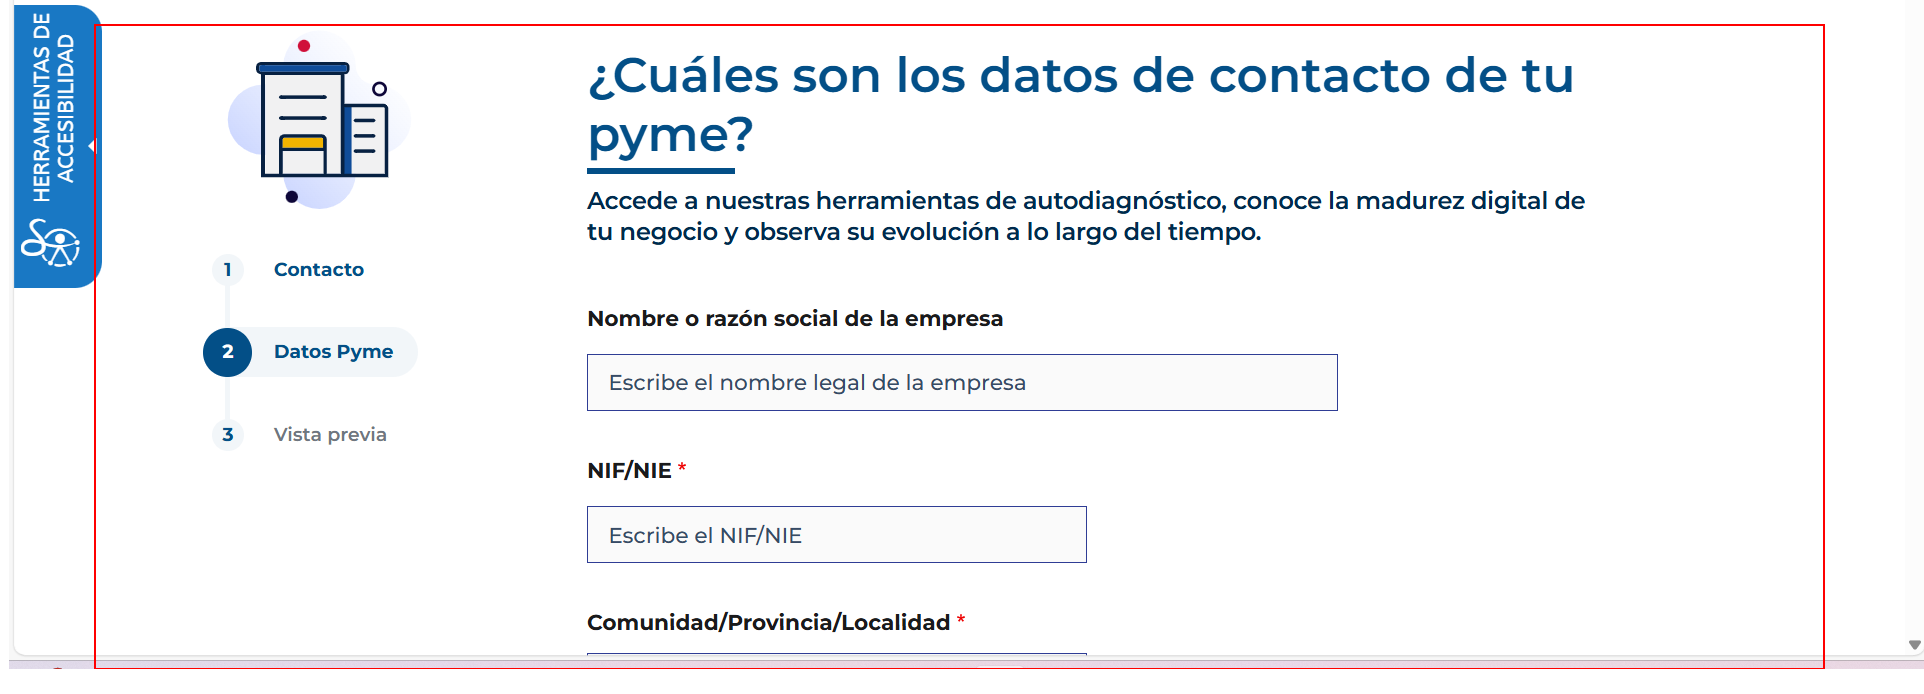 HERRAMIENTAS DE
ACCESIBILIDAD
1 Contacto
2 Datos Pyme
3 Vista previa
¿Cuáles son los datos de contacto de tu
pyme?
Accede a nuestras herramientas de autodiagnóstico, conoce la madurez digital de
tu negocio y observa su evolución a lo largo del tiempo.
Nombre o razón social de la empresa
Escribe el nombre legal de la empresa
NIF/NIE *
Escribe el NIF/NIE
Comunidad/Provincia/Localidad *